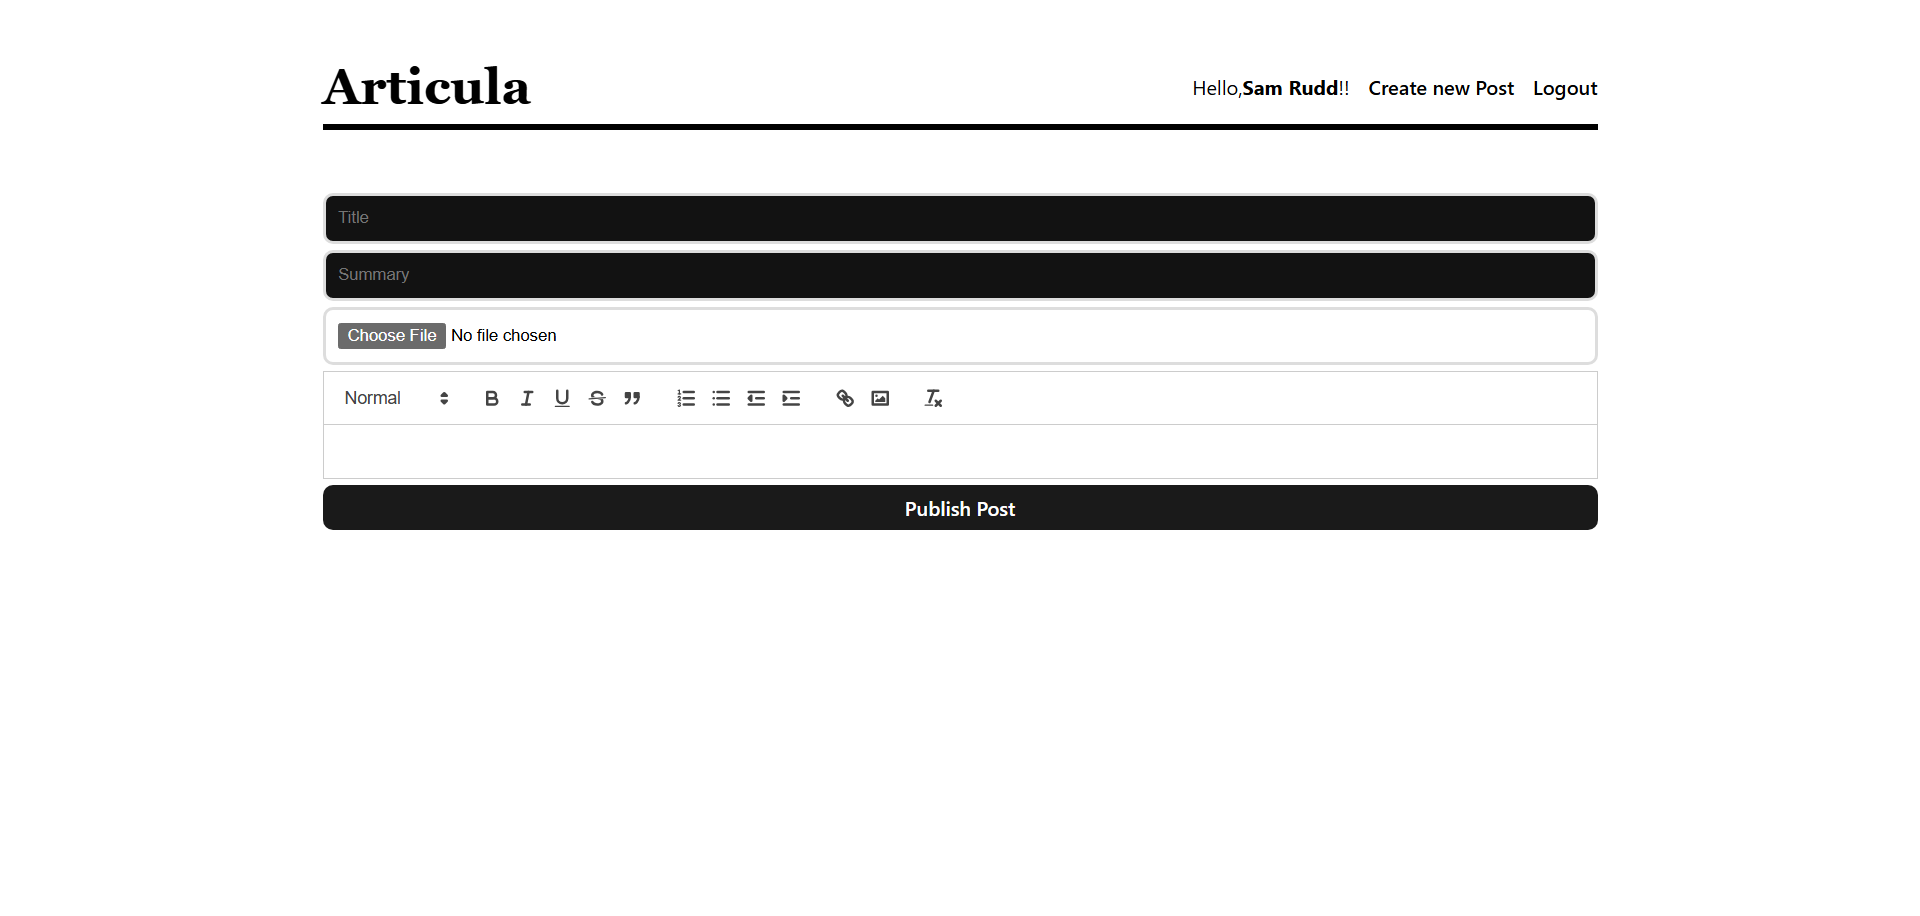 Articula
Hello,Sam Rudd!! Create new Post Logout
Title
Summary
Choose File No file chosen
Normal
Publish Post